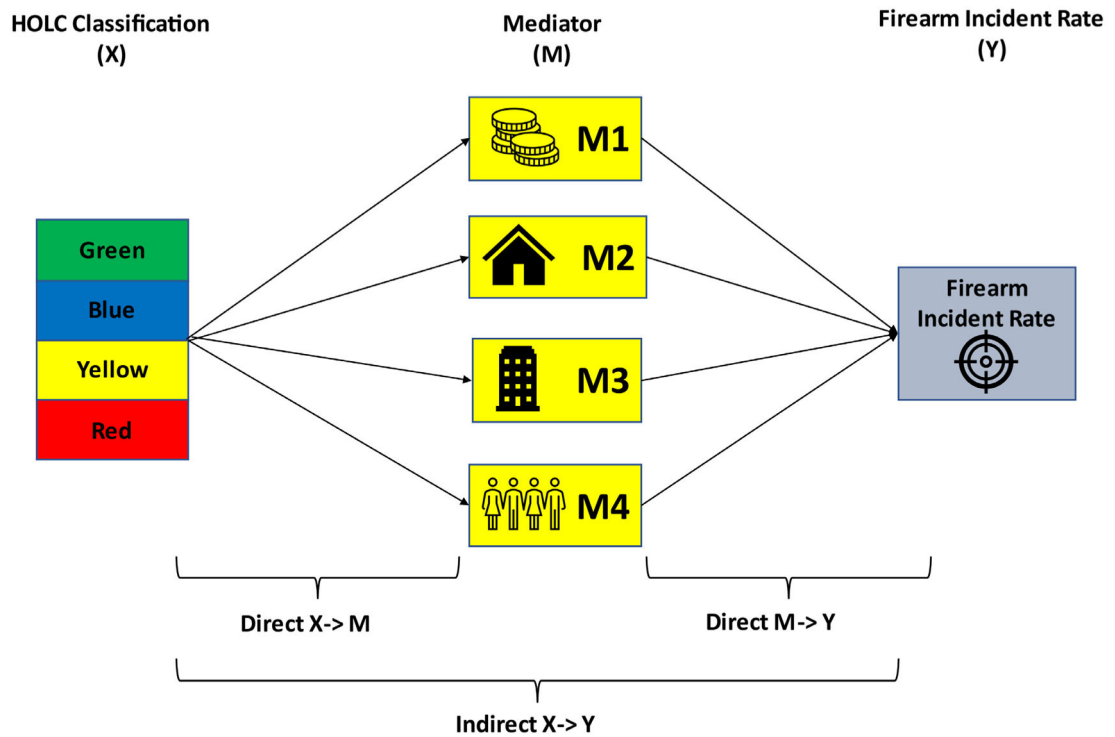 HOLC Classification
(X)
Mediator
(M)
Firearm Incident Rate
(Y)
Green
Blue
Yellow
Red
M1
M2
M3
M4
Firearm
Incident Rate
Direct X-> M
Direct M-> Y
Indirect X-> Y